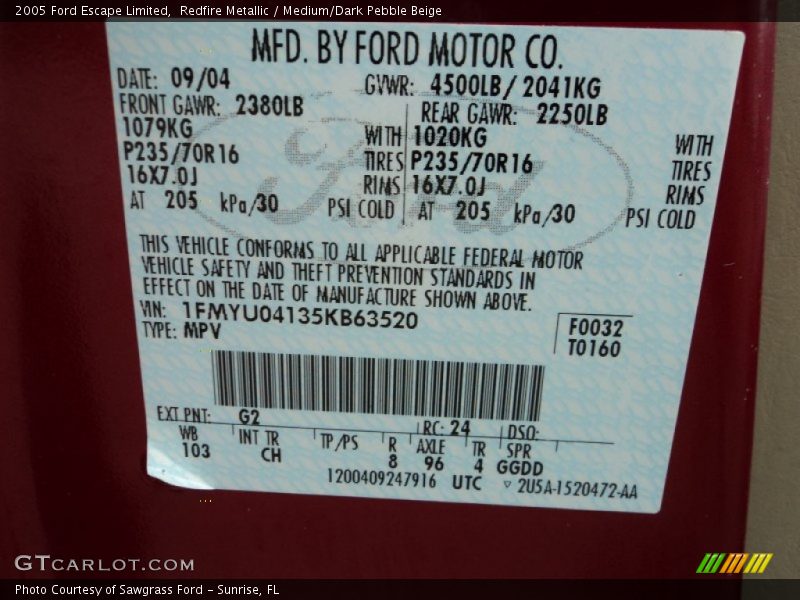 2005 Ford Escape Limited, Redfire Metallic / Medium/Dark Pebble Beige
MFD. BY FORD MOTOR CO.
DATE: 09/04 GVWR: 4500LB/ 2041KG
FRONT GAWR: 2380LB REAR GAWR: 2250LB
1079KG WITH 1020KG WITH
P235/70R16 TIRES P235/70R16 TIRES
16X7.0J RIMS 16X7.0J RIMS
AT 205 kPa/30 PSI COLD AT 205 kPa/30 PSI COLD
Ford
THIS VEHICLE CONFORMS TO ALL APPLICABLE FEDERAL MOTOR
VEHICLE SAFETY AND THEFT PREVENTION STANDARDS IN
EFFECT ON THE DATE OF MANUFACTURE SHOWN ABOVE.
VIN: 1FMYU04135KB63520 F0032
TYPE: MPV T0160
EXT PNT: G2 RC: 24 DSO:
WB INT TR TP/PS R AXLE TR SPR
103 CH 8 96 4 GGDD
1200409247916 UTC ▽ 2U5A-1520472-AA
GTCARLOT.COM
Photo Courtesy of Sawgrass Ford - Sunrise, FL